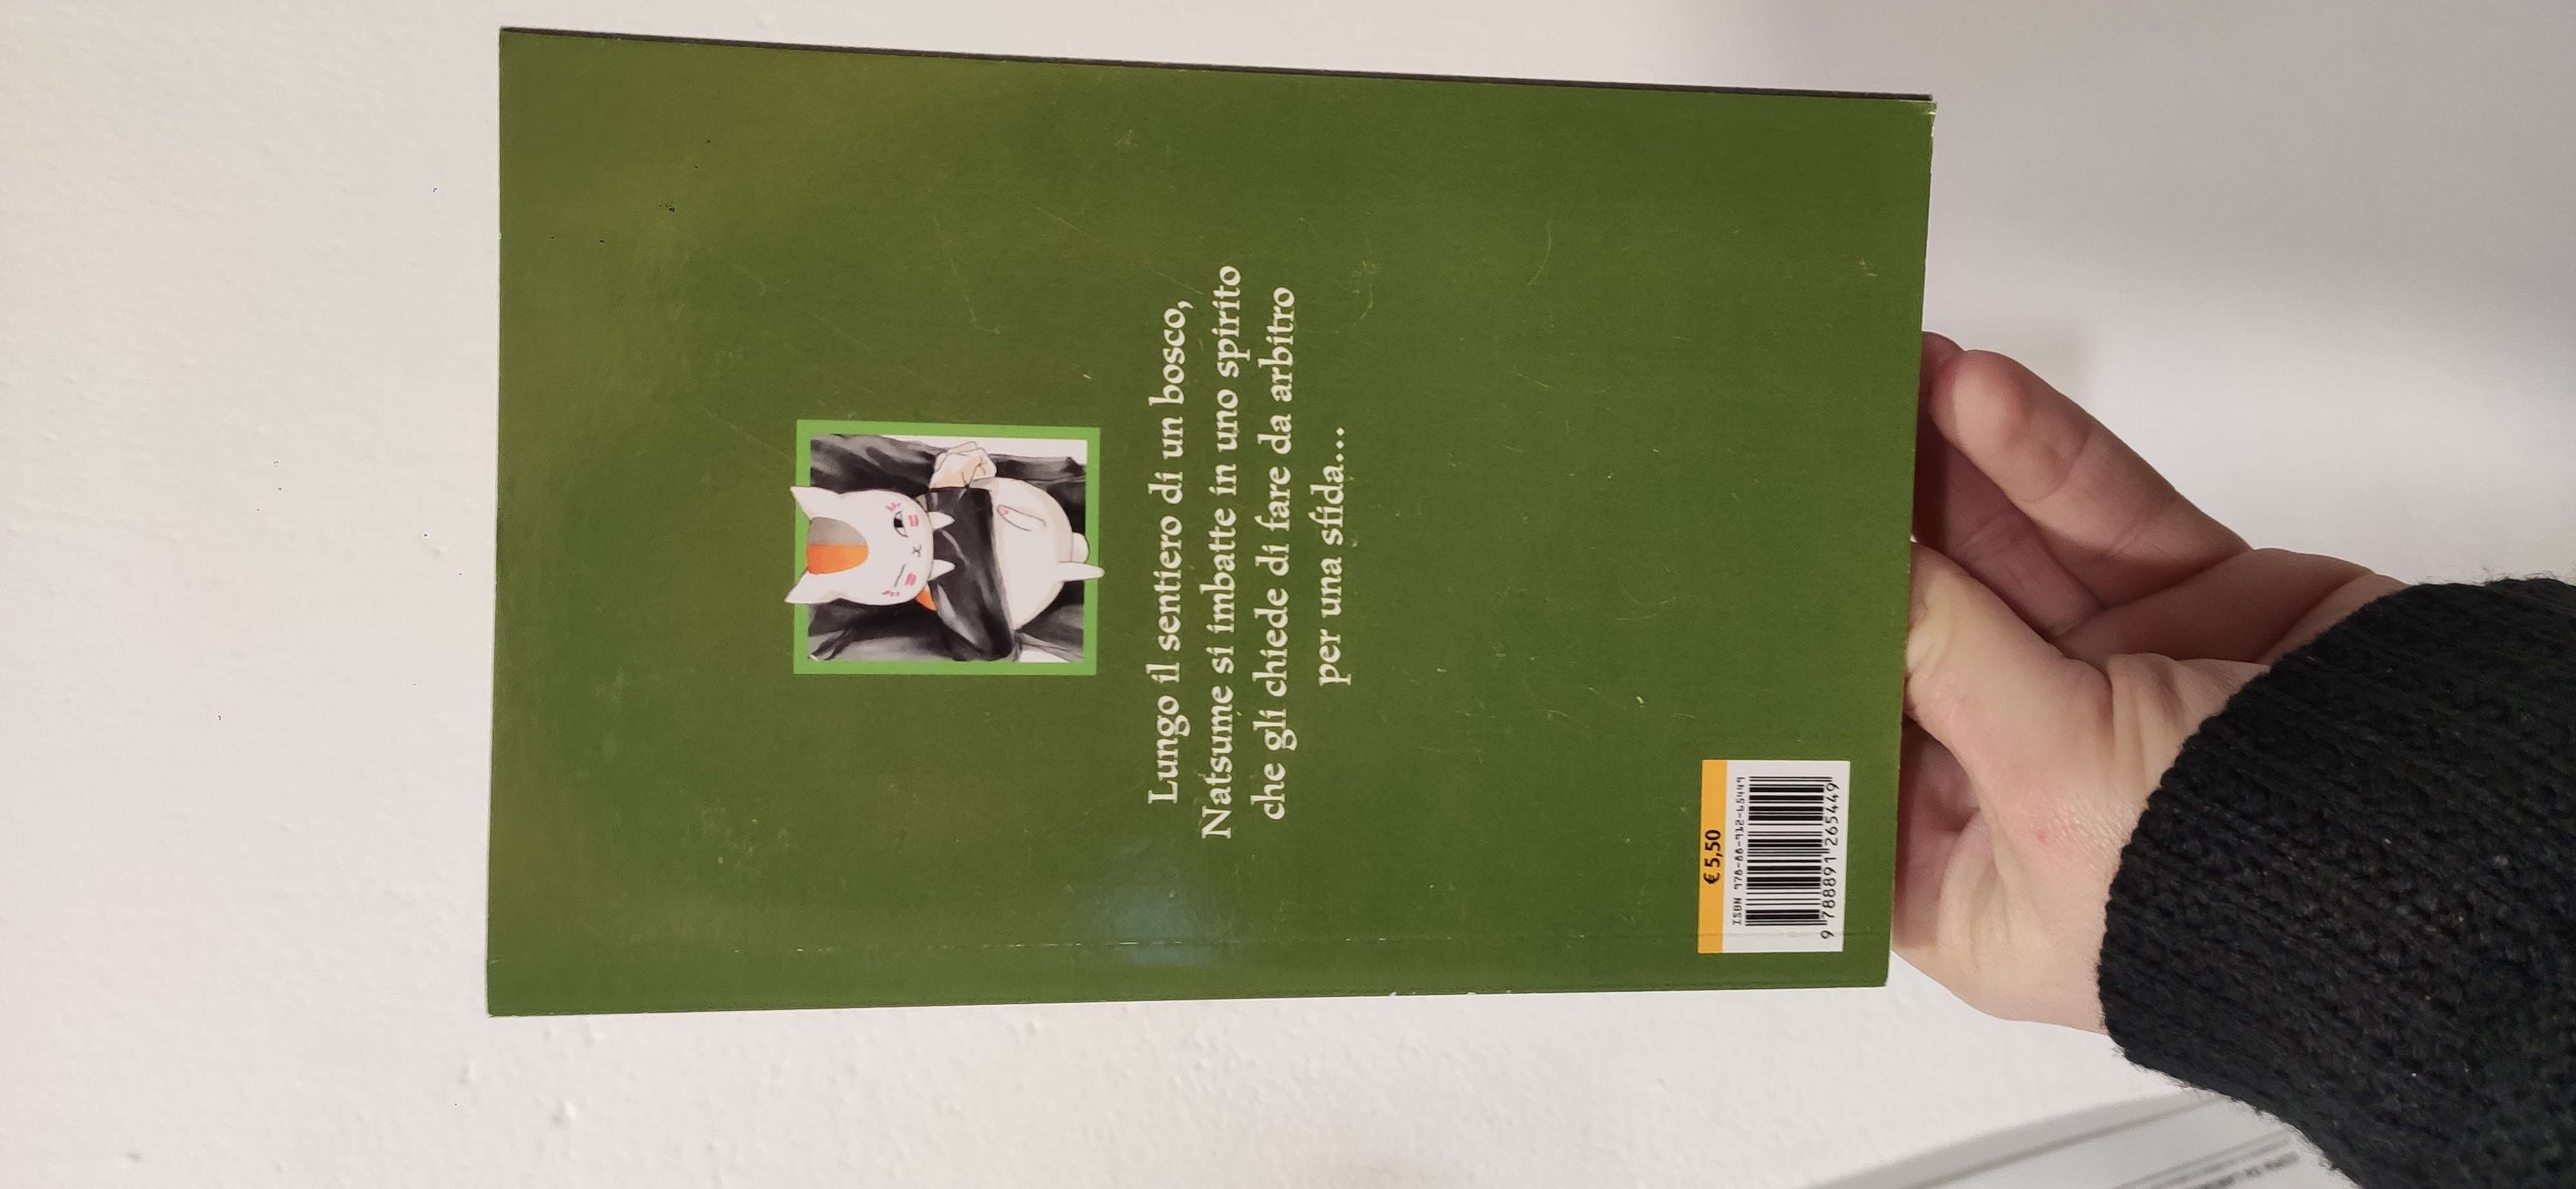 Lungo il sentiero di un bosco,
Natsume si imbatte in uno spirito
che gli chiede di fare da arbitro
per una sfida...
€ 5,50
ISBN 978-88-912-6544-9
9 788891 265449